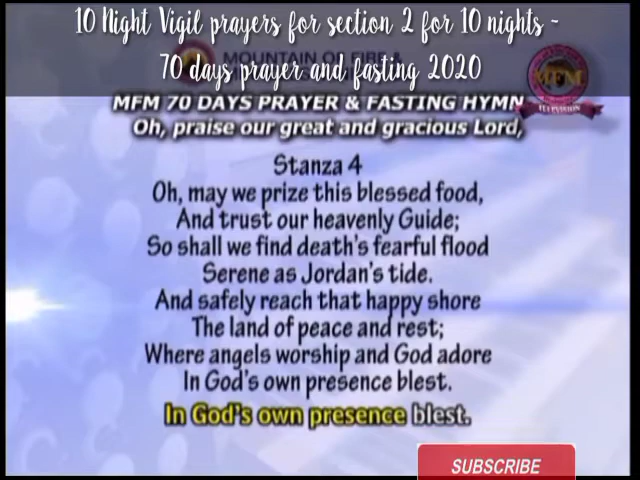 10 Night Vigil prayers for section 2 for 10 nights -
MOUNTAIN OF FIRE &
70 days prayer and fasting 2020
MFM
TELEVISION
MFM 70 DAYS PRAYER & FASTING HYMN
Oh, praise our great and gracious Lord,
Stanza 4
Oh, may we prize this blessed food,
And trust our heavenly Guide;
So shall we find death's fearful flood
Serene as Jordan's tide.
And safely reach that happy shore
The land of peace and rest;
Where angels worship and God adore
In God's own presence blest.
In God's own presence blest.
SUBSCRIBE